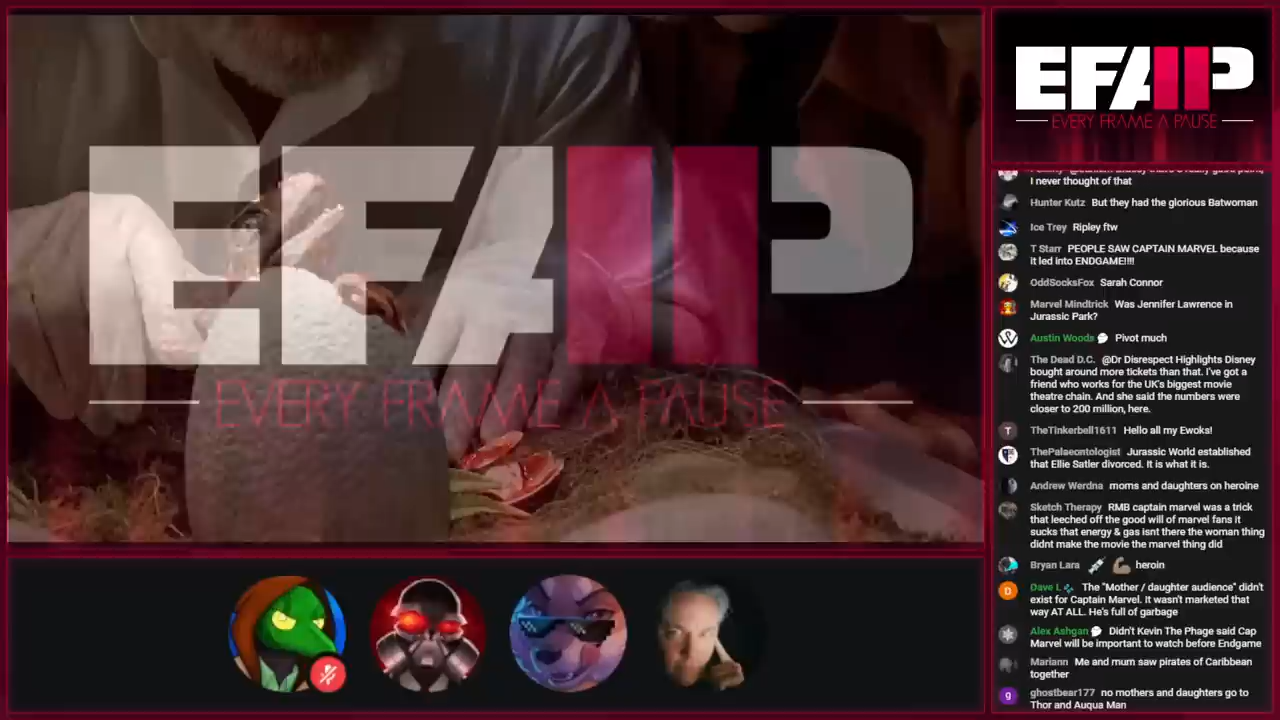 EFAP
EVERY FRAME A PAUSE
EFAP
EVERY FRAME A PAUSE
I never thought of that
Hunter Kutz But they had the glorious Batwoman
Ice Trey Ripley ftw
T Starr PEOPLE SAW CAPTAIN MARVEL because
it led into ENDGAME!!!!
OddSocksFox Sarah Connor
Marvel Mindtrick Was Jennifer Lawrence in
Jurassic Park?
Austin Woods Pivot much
The Dead D.C. @Dr Disrespect Highlights Disney
bought around more tickets than that. I've got a
friend who works for the UK's biggest movie
theatre chain. And she said the numbers were
closer to 200 million, here.
TheTinkerbell1611 Hello all my Ewoks!
ThePalaeontologist Jurassic World established
that Ellie Satler divorced. It is what it is.
Andrew Werdna moms and daughters on heroine
Sketch Therapy RMB captain marvel was a trick
that leeched off the good will of marvel fans it
sucks that energy & gas isnt there the woman thing
didnt make the movie the marvel thing did
Bryan Lara heroin
Dave L The "Mother / daughter audience" didn't
exist for Captain Marvel. It wasn't marketed that
way AT ALL. He's full of garbage
Alex Ashgan Didn't Kevin The Phage said Cap
Marvel will be important to watch before Endgame
Mariann Me and mum saw pirates of Caribbean
together
ghostbear177 no mothers and daughters go to
Thor and Auqua Man